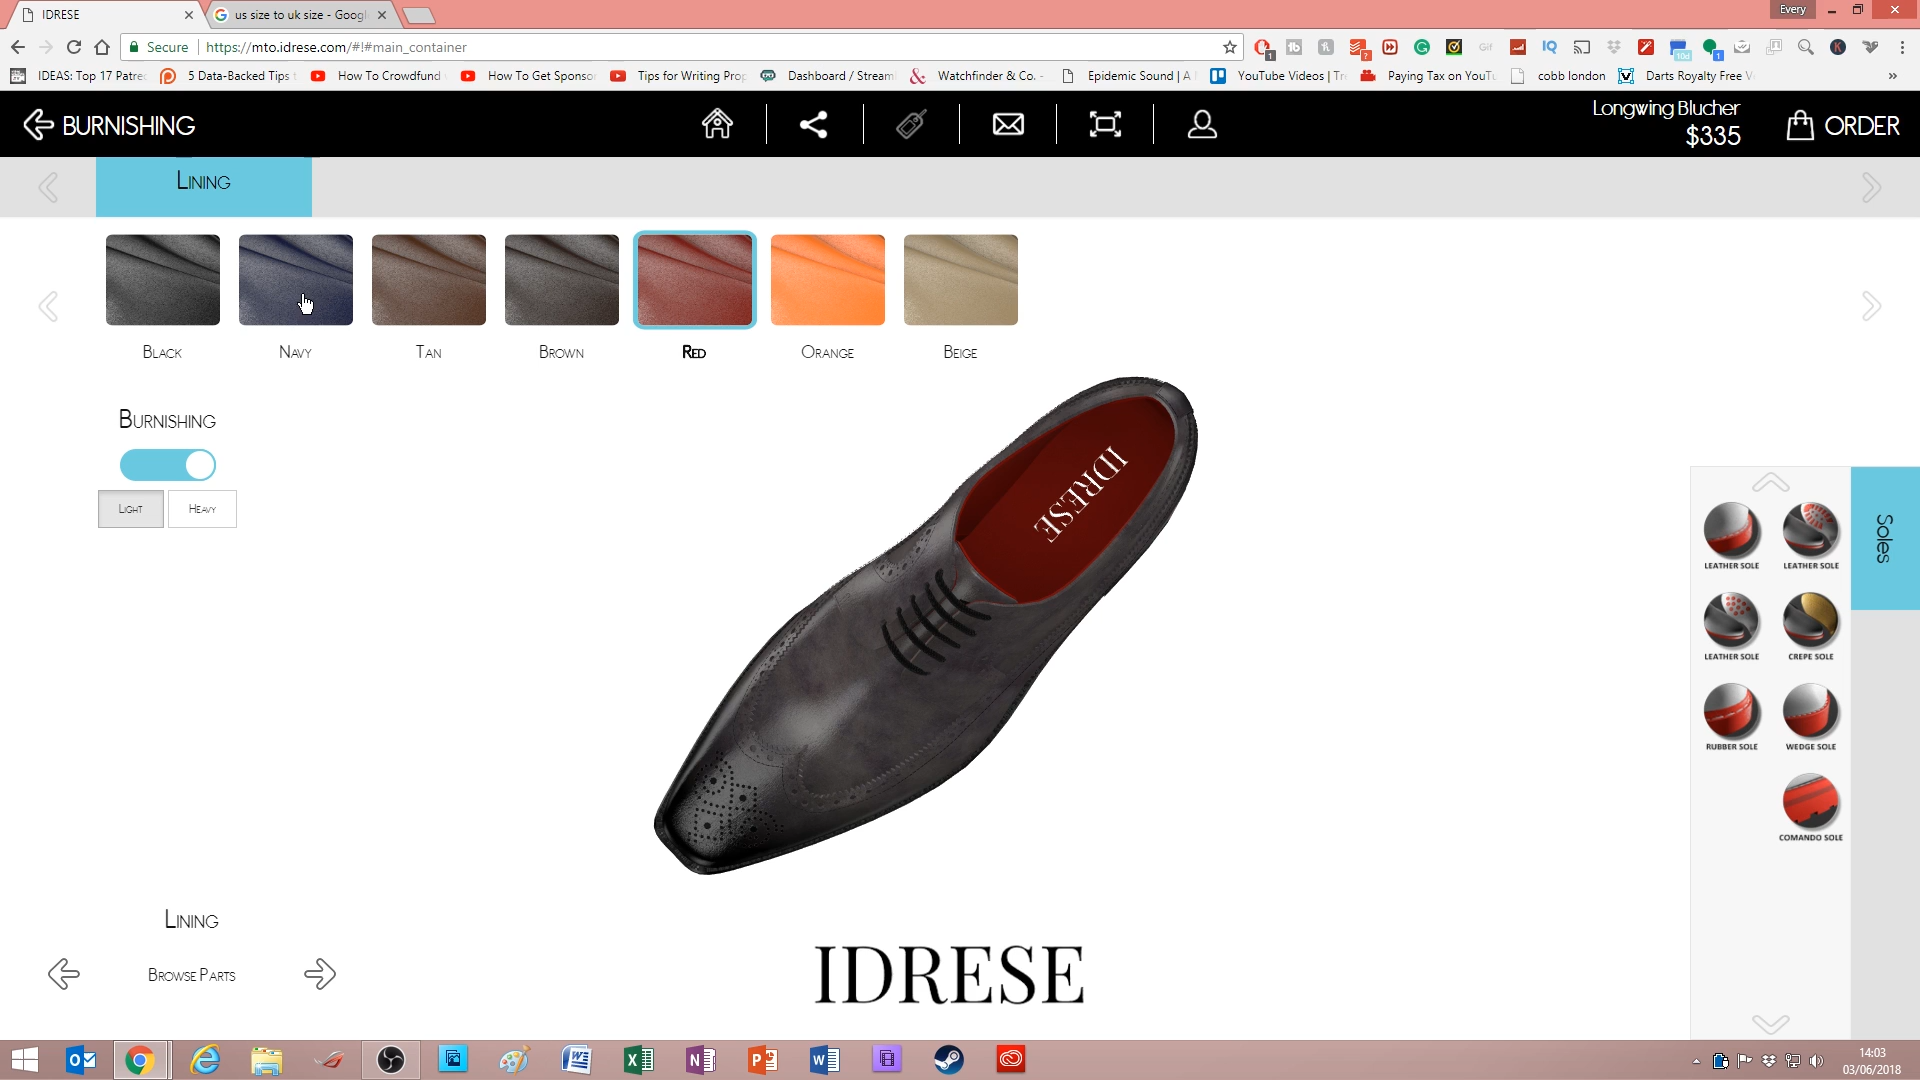 IDRESE
us size to uk size - Googl
Every
Secure
https://mto.idrese.com/#!#main_container
IDEAS: Top 17 Patre
5 Data-Backed Tips
How To Crowdfund
How To Get Sponso
Tips for Writing Pro
Dashboard / Stream
Watchfinder & Co. -
Epidemic Sound | A
YouTube Videos | Tr
Paying Tax on YouTu
cobb london
Darts Royalty Free V
BURNISHING
Longwing Blucher
$335
ORDER
Lining
Black
Navy
Tan
Brown
Red
Orange
Beige
Burnishing
Light
Heavy
IDRESE
Soles
LEATHER SOLE
LEATHER SOLE
LEATHER SOLE
CREPE SOLE
RUBBER SOLE
WEDGE SOLE
COMANDO SOLE
Lining
Browse Parts
IDRESE
14:03
03/06/2018